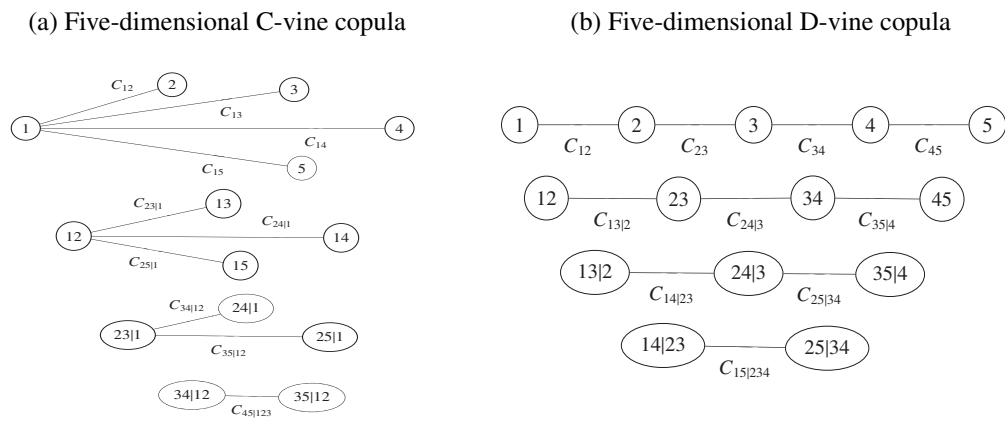 (a) Five-dimensional C-vine copula
C₁₂
2
3
C₁₃
1
4
C₁₄
C₁₅
5
C₂₃|₁
13
C₂₄|₁
12
14
C₂₅|₁
15
C₃₄|₁₂
24|1
23|1
25|1
C₃₅|₁₂
34|12
35|12
C₄₅|₁₂₃
(b) Five-dimensional D-vine copula
1
2
3
4
5
C₁₂
C₂₃
C₃₄
C₄₅
12
23
34
45
C₁₃|₂
C₂₄|₃
C₃₅|₄
13|2
24|3
35|4
C₁₄|₂₃
C₂₅|₃₄
14|23
25|34
C₁₅|₂₃₄